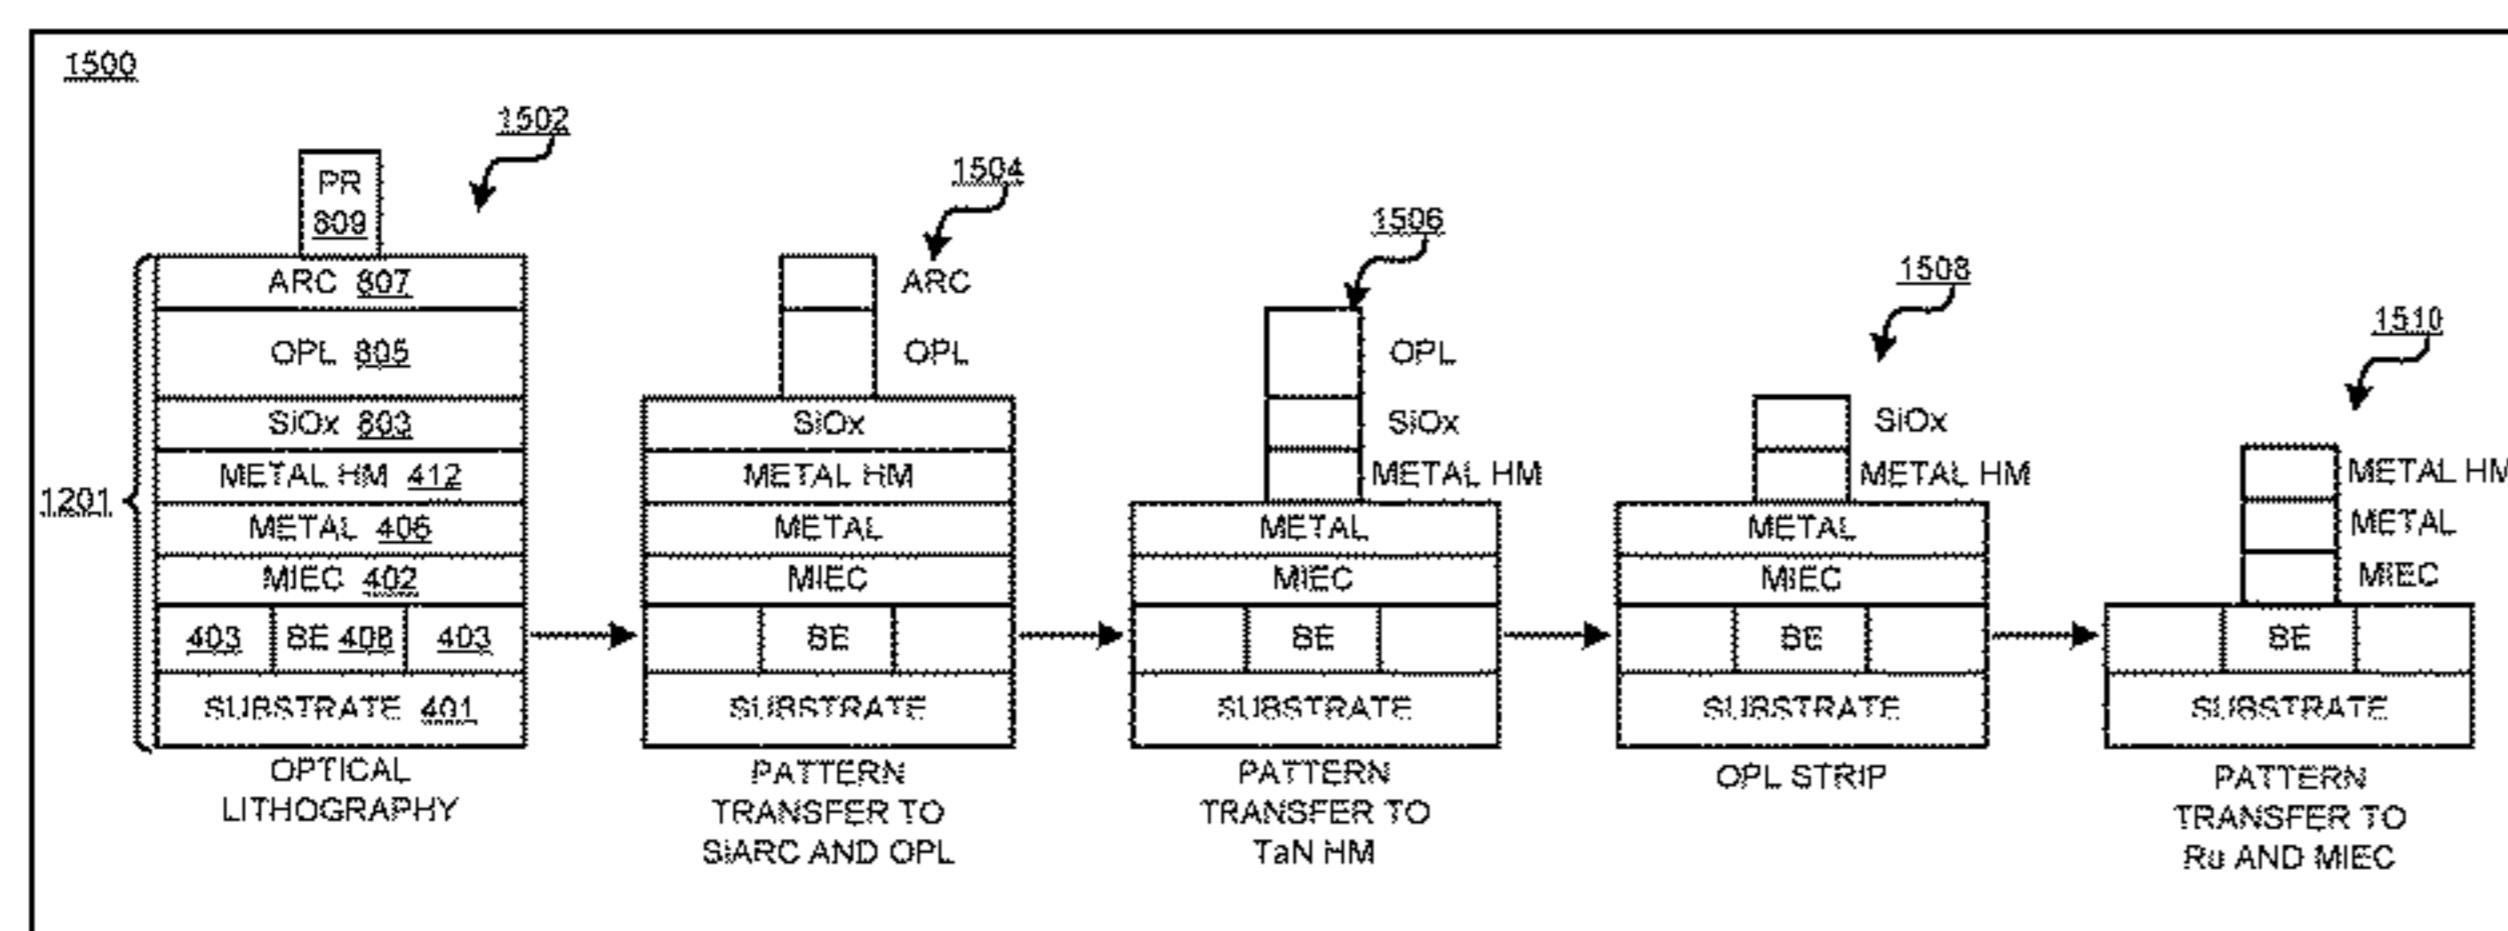 1500
1502
PR
809
1504
1506
1508
1510
ARC 807
OPL 805
SiOx 803
METAL HM 412
METAL 406
MIEC 402
403 BE 408 403
SUBSTRATE 401
1201
OPTICAL
LITHOGRAPHY
ARC
OPL
SiOx
METAL HM
METAL
MIEC
BE
SUBSTRATE
PATTERN
TRANSFER TO
SiARC AND OPL
OPL
SiOx
METAL HM
METAL
MIEC
BE
SUBSTRATE
PATTERN
TRANSFER TO
TaN HM
SiOx
METAL HM
METAL
MIEC
BE
SUBSTRATE
OPL STRIP
METAL HM
METAL
MIEC
BE
SUBSTRATE
PATTERN
TRANSFER TO
Ru AND MIEC